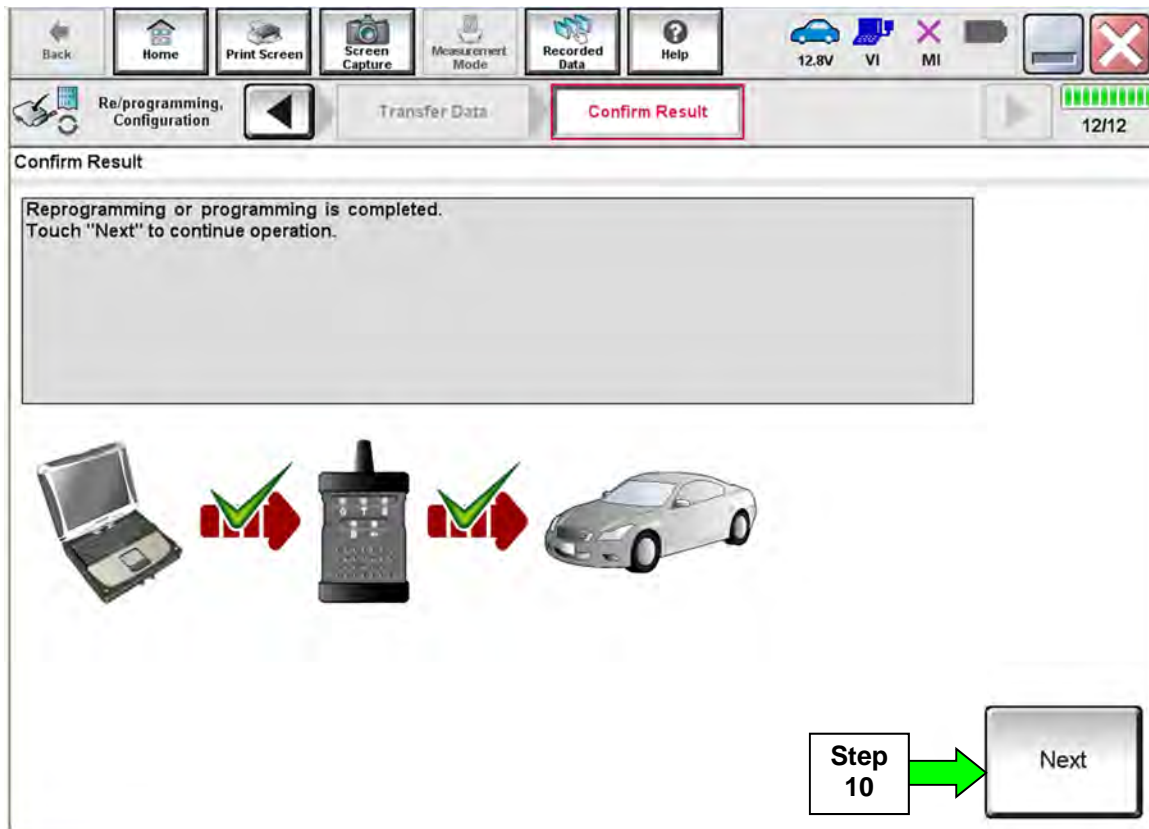 Back
Home
Print Screen
Screen
Capture
Measurement
Mode
Recorded
Data
Help
12.8V
VI
MI
Re/programming,
Configuration
Transfer Data
Confirm Result
12/12
Confirm Result
Reprogramming or programming is completed.
Touch "Next" to continue operation.
Step
10
Next